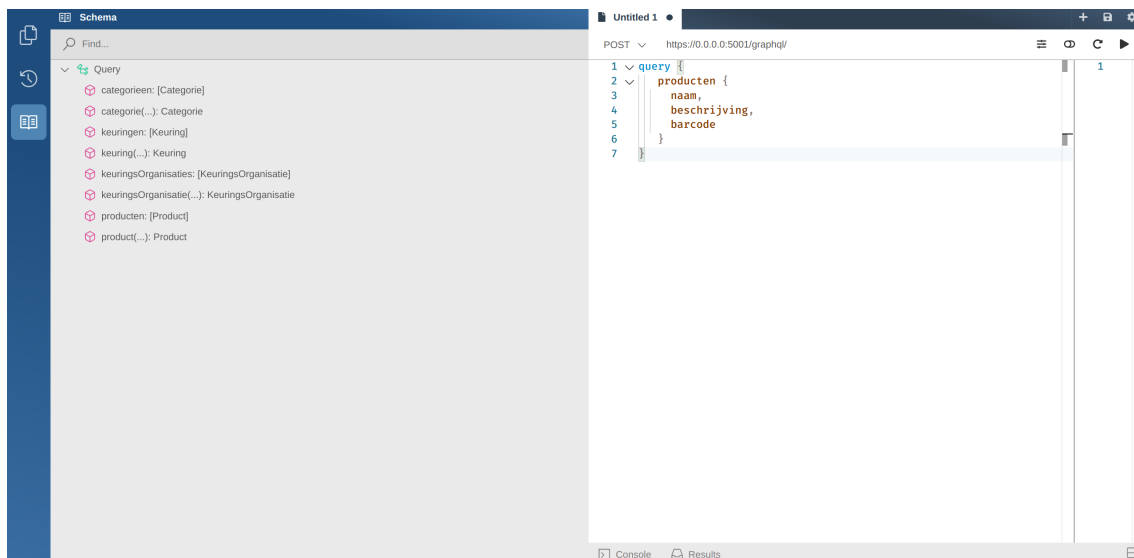 Schema
Find...
Query
categorieen: [Categorie]
categorie(...): Categorie
keuringen: [Keuring]
keuring(...): Keuring
keuringsOrganisaties: [KeuringsOrganisatie]
keuringsOrganisatie(...): KeuringsOrganisatie
producten: [Product]
product(...): Product
Untitled 1
POST https://0.0.0.0:5001/graphql/
1 query {
2 producten {
3 naam,
4 beschrijving,
5 barcode
6 }
7 }
1
Console Results